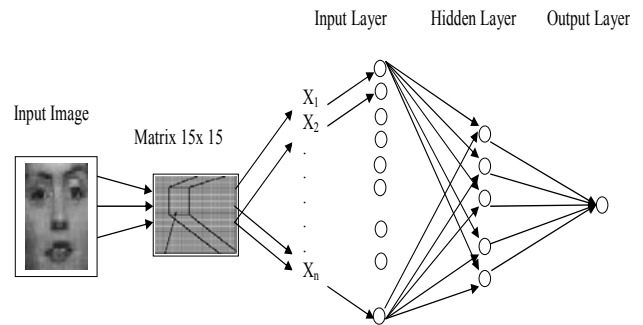 Input Layer
Hidden Layer
Output Layer
Input Image
Matrix 15x 15
X1
X2
.
.
.
.
.
Xn